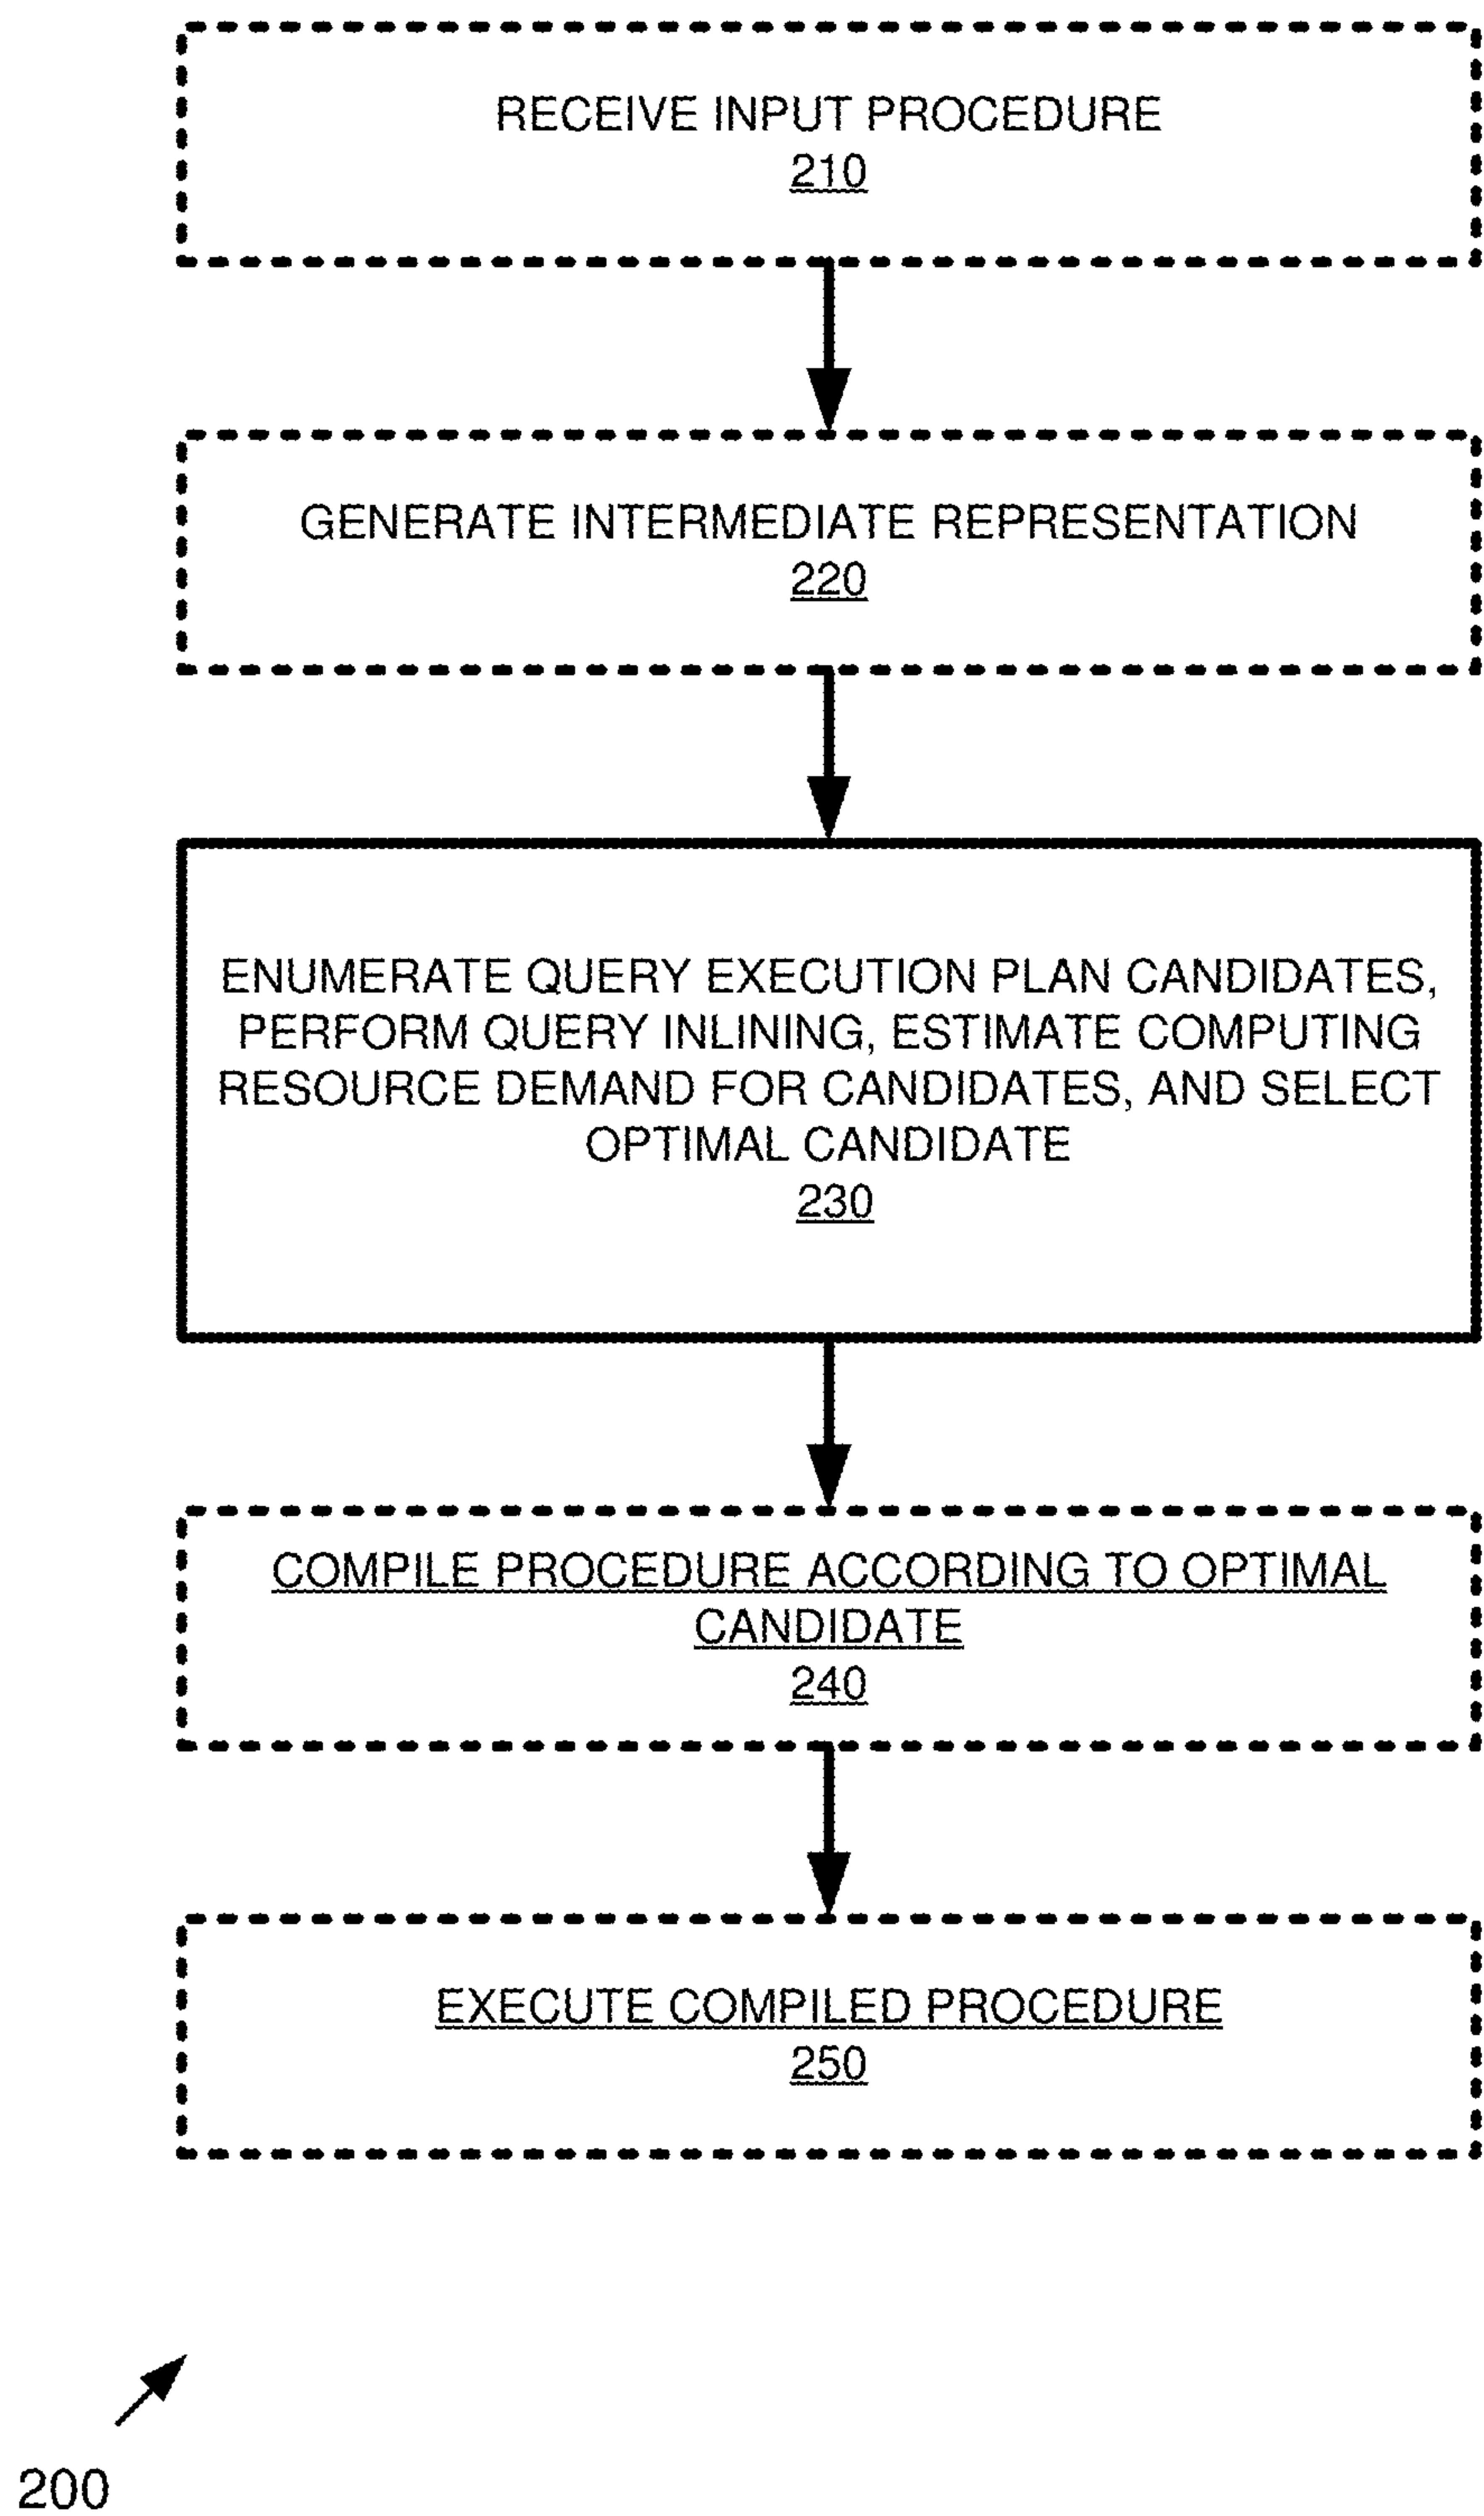 RECEIVE INPUT PROCEDURE
210
GENERATE INTERMEDIATE REPRESENTATION
220
ENUMERATE QUERY EXECUTION PLAN CANDIDATES,
PERFORM QUERY INLINING, ESTIMATE COMPUTING
RESOURCE DEMAND FOR CANDIDATES, AND SELECT
OPTIMAL CANDIDATE
230
COMPILE PROCEDURE ACCORDING TO OPTIMAL
CANDIDATE
240
EXECUTE COMPILED PROCEDURE
250
200